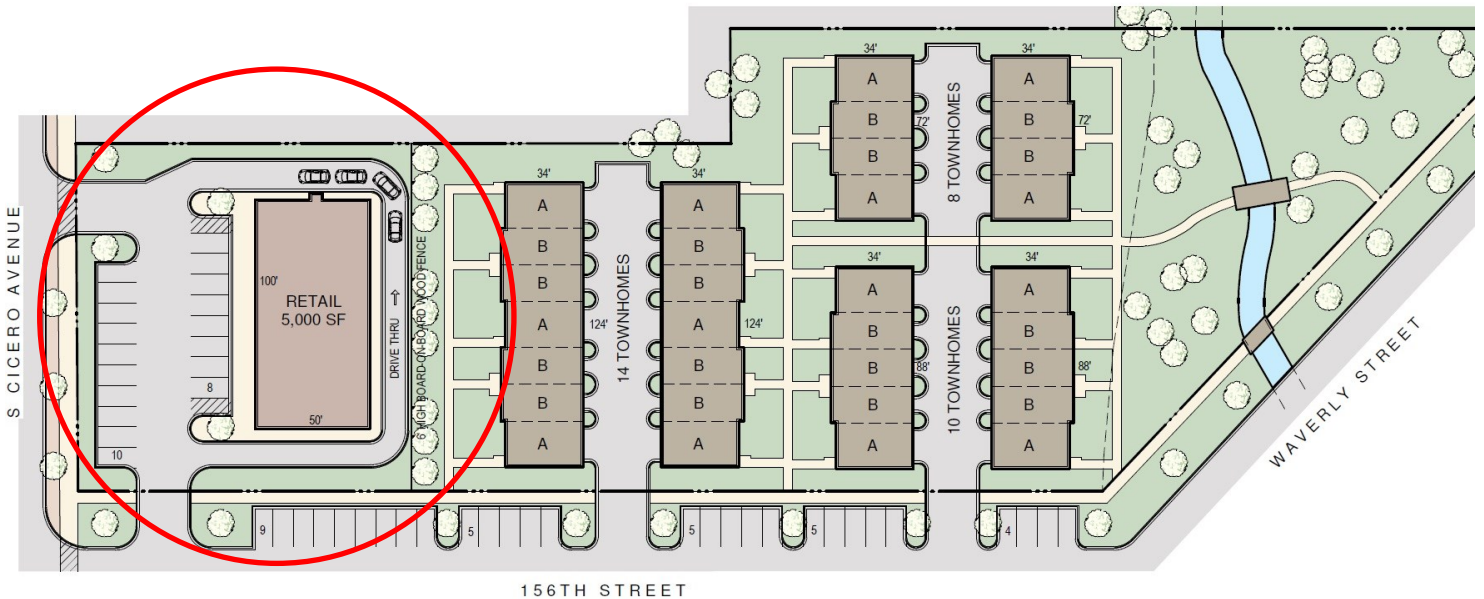 S CICERO AVENUE
10
8
100'
RETAIL
5,000 SF
50'
DRIVE THRU
6' HIGH BOARD-ON-BOARD WOOD FENCE
34'
A
B
B
A
B
B
A
124'
14 TOWNHOMES
34'
A
B
B
A
B
B
A
124'
34'
A
B
B
A
72'
8 TOWNHOMES
34'
A
B
B
A
72'
34'
A
B
B
B
A
88'
10 TOWNHOMES
34'
A
B
B
B
A
88'
9
5
5
5
4
WAVERLY STREET
156TH STREET